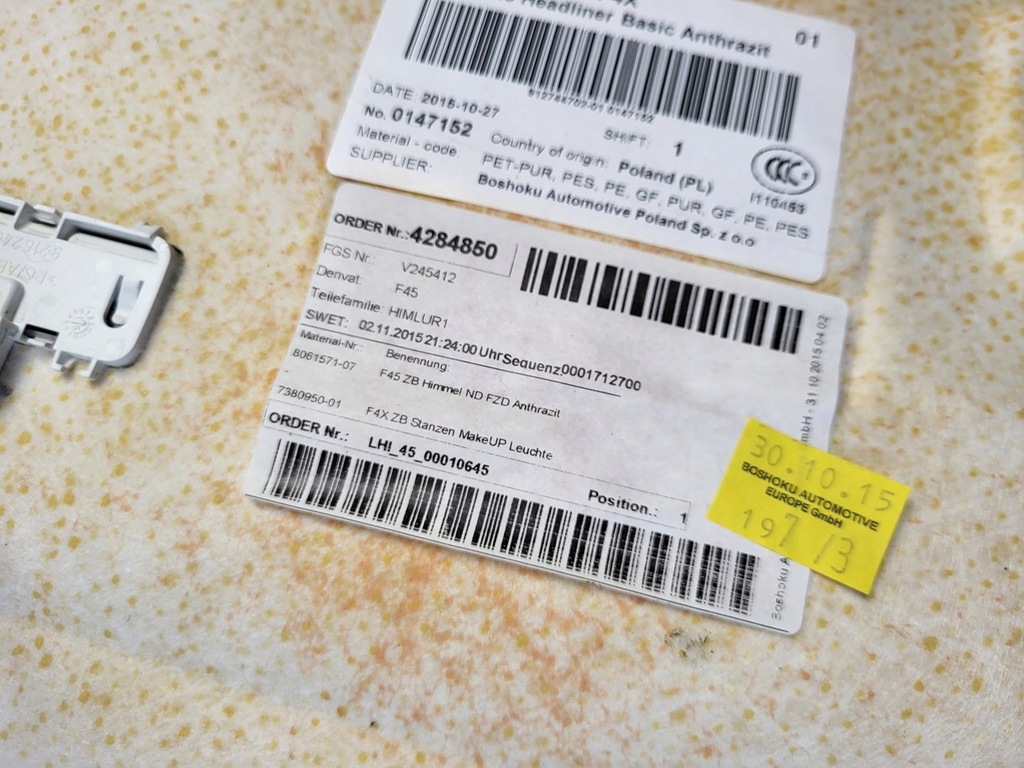 Headliner Basic Anthrazit
01
DATE: 2015-10-27
No. 0147152
SHIFT: 1
Material - code:
Country of origin: Poland (PL)
PET-PUR, PES, PE, GF, PUR, GF, PE, PES
SUPPLIER:
Boshoku Automotive Poland Sp. z o.o
CCC
ORDER Nr.: 4284850
FGS Nr.: V245412
Derivat: F45
Teilefamilie: HIMLUR1
SWET: 02.11.2015 21:24:00 Uhr Sequenz 0001712700
Material-Nr.: Benennung:
8061571-07 F45 ZB Himmel ND FZD Anthrazit
-
7380950-01 F4X ZB Stanzen MakeUP Leuchte
ORDER Nr.: LHI_45_00010645
Position.: 1
30.10.15
BOSHOKU AUTOMOTIVE
EUROPE GmbH
197 /3